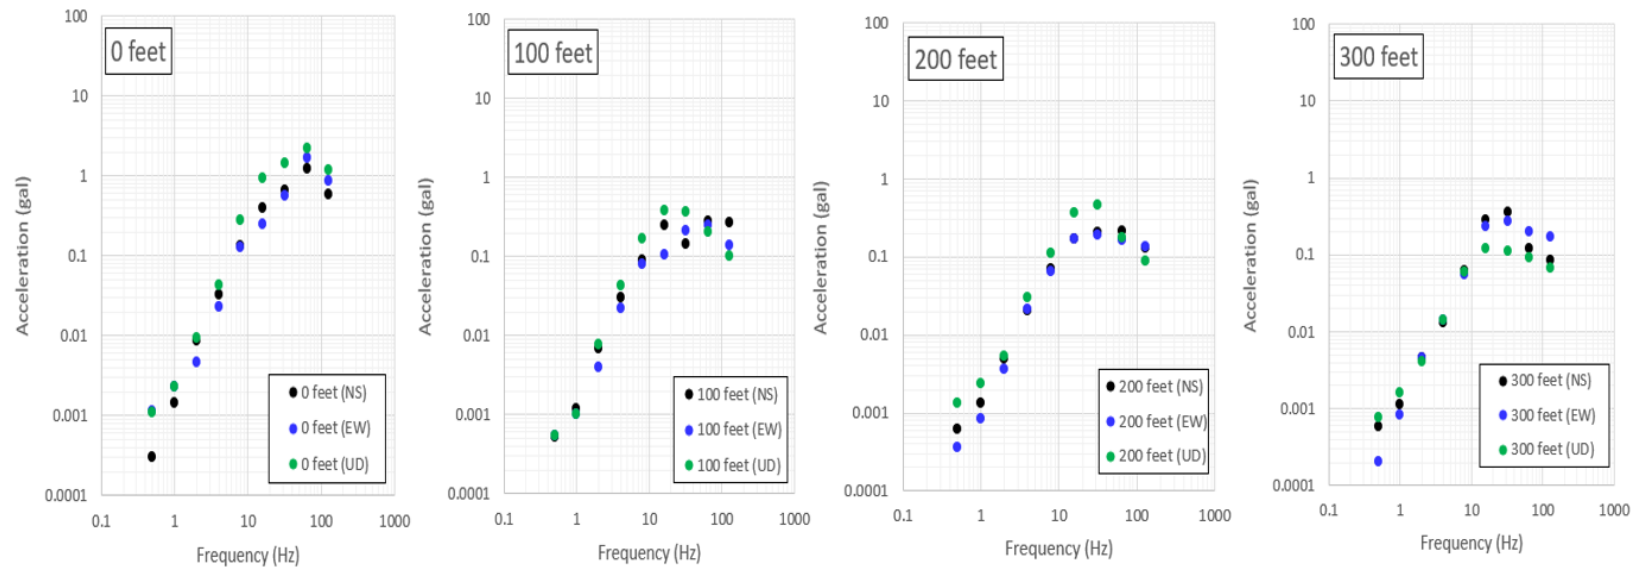 0 feet
100
10
1
0.1
0.01
0.001
0.0001
Acceleration (gal)
0.1 1 10 100 1000
Frequency (Hz)
0 feet (NS)
0 feet (EW)
0 feet (UD)
100 feet
100
10
1
0.1
0.01
0.001
0.0001
Acceleration (gal)
0.1 1 10 100 1000
Frequency (Hz)
100 feet (NS)
100 feet (EW)
100 feet (UD)
200 feet
100
10
1
0.1
0.01
0.001
0.0001
Acceleration (gal)
0.1 1 10 100 1000
Frequency (Hz)
200 feet (NS)
200 feet (EW)
200 feet (UD)
300 feet
100
10
1
0.1
0.01
0.001
0.0001
Acceleration (gal)
0.1 1 10 100 1000
Frequency (Hz)
300 feet (NS)
300 feet (EW)
300 feet (UD)